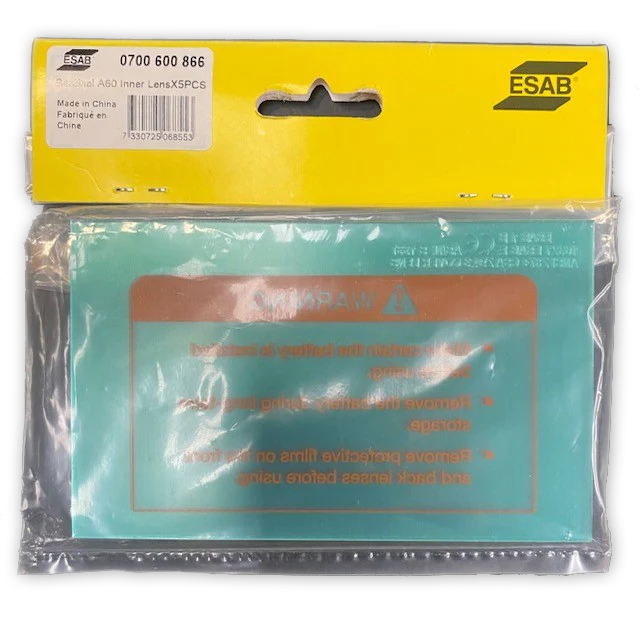 ESAB
0700 600 866
Sentinel A60 Inner LensX5PCS
Made in China
Fabriqué en
Chine
7 330725 068553
ESAB
WARNING
Make certain the battery is installed
before using.
Remove the battery during long-term
storage.
Remove protective films on the front
and back lenses before using.